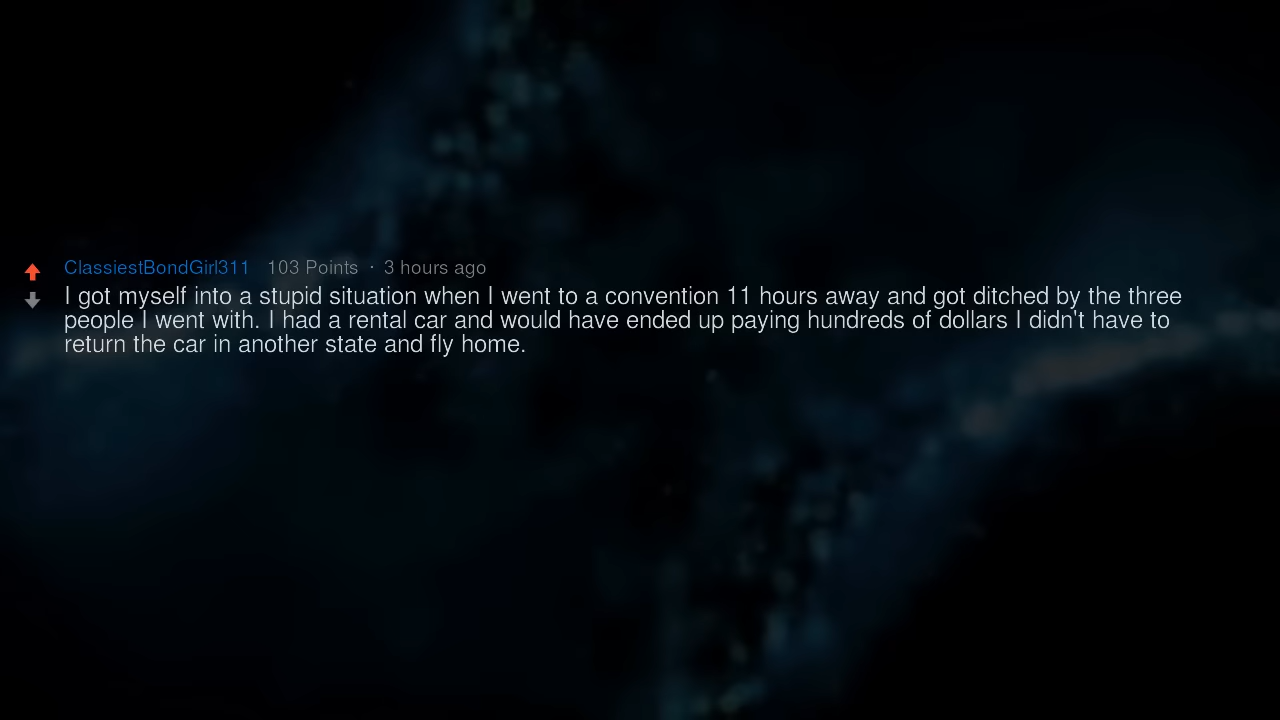 ClassiestBondGirl311 103 Points · 3 hours ago
I got myself into a stupid situation when I went to a convention 11 hours away and got ditched by the three
people I went with. I had a rental car and would have ended up paying hundreds of dollars I didn't have to
return the car in another state and fly home.